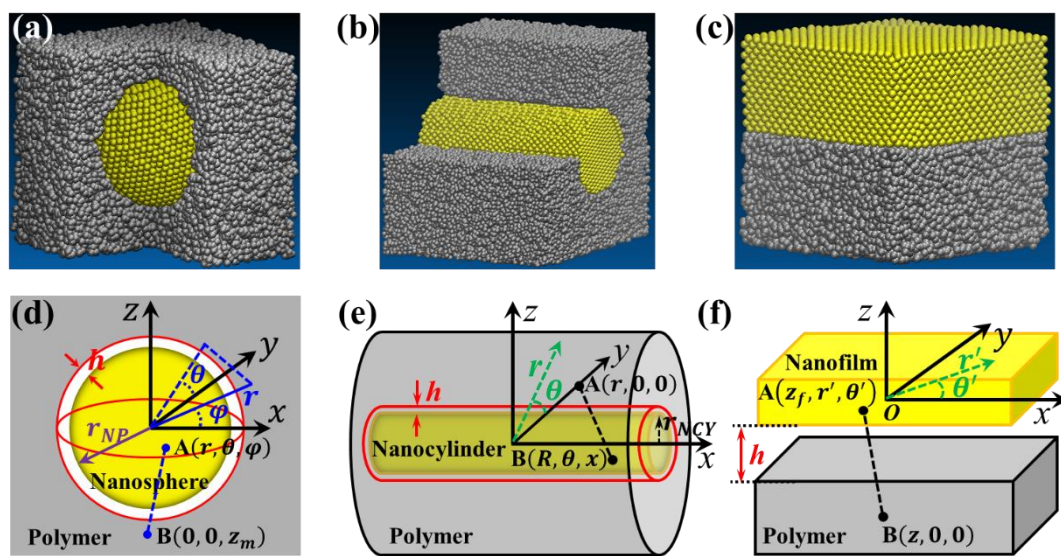 (a)
(b)
(c)
(d)
z
y
x
h
θ
r
φ
r_NP
A(r, θ, φ)
Nanosphere
Polymer
B(0, 0, z_m)
(e)
z
y
x
r
θ
A(r, 0, 0)
h
r_NCY
Nanocylinder
B(R, θ, x)
Polymer
(f)
z
y
x
Nanofilm
r′
θ′
A(z_f, r′, θ′)
O
h
B(z, 0, 0)
Polymer